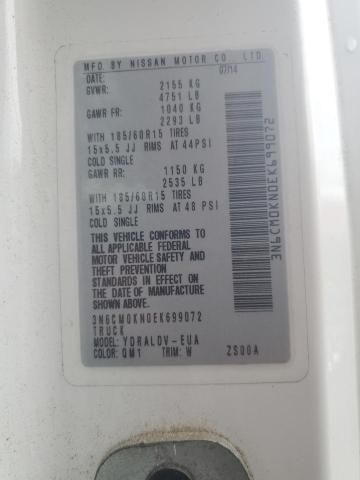 MFD. BY NISSAN MOTOR CO. LTD.
DATE: 07/14
GVWR: 2155 KG
4751 LB
GAWR FR: 1040 KG
2293 LB
WITH 185/60R15 TIRES
15x5.5 JJ RIMS AT 44PSI
COLD SINGLE
GAWR RR: 1150 KG
2535 LB
WITH 185/60R15 TIRES
15x5.5 JJ RIMS AT 48 PSI
COLD SINGLE
THIS VEHICLE CONFORMS TO
ALL APPLICABLE FEDERAL
MOTOR VEHICLE SAFETY AND
THEFT PREVENTION
STANDARDS IN EFFECT ON
THE DATE OF MANUFACTURE
SHOWN ABOVE.
3N6CM0KN0EK699072
TRUCK
MODEL: YDRALDV-EUA
COLOR: QM1 TRIM: W ZS00A
3N6CM0KN0EK699072